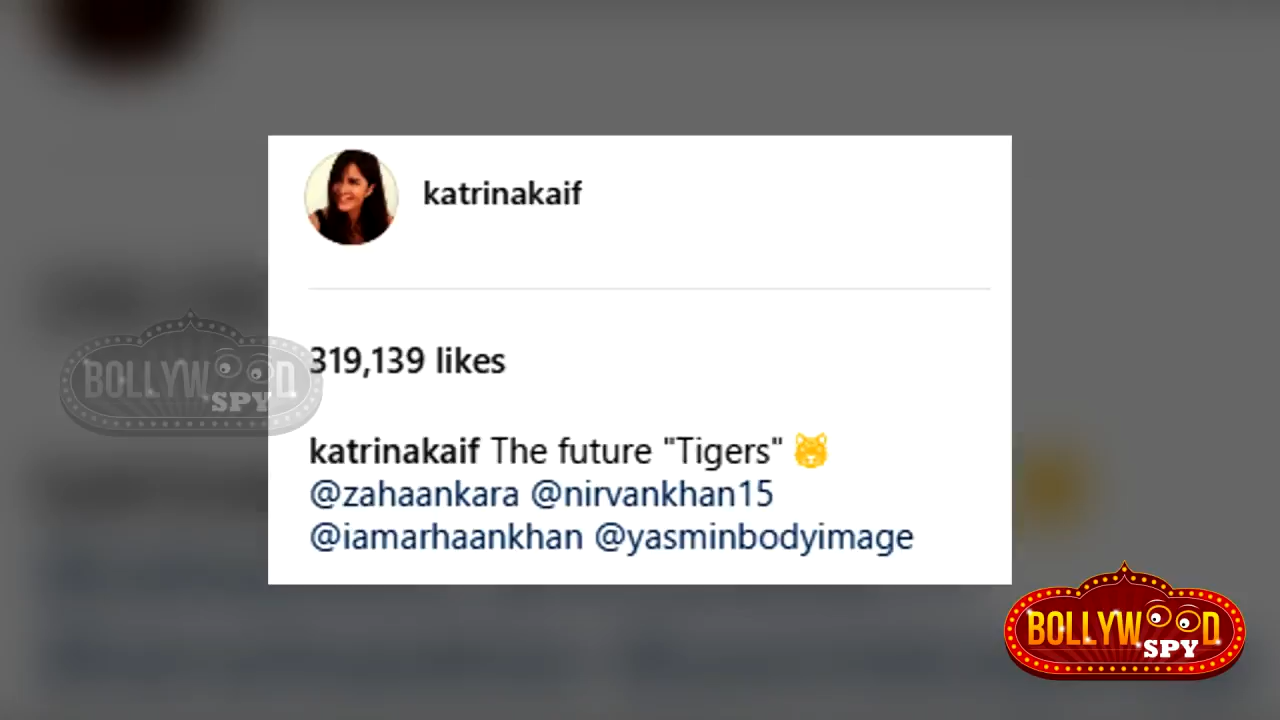 katrinakaif
319,139 likes
katrinakaif The future "Tigers" 🐯
@zahaankara @nirvankhan15
@iamarhaankhan @yasminbodyimage
BOLLYWOOD
SPY
BOLLYWOOD
SPY